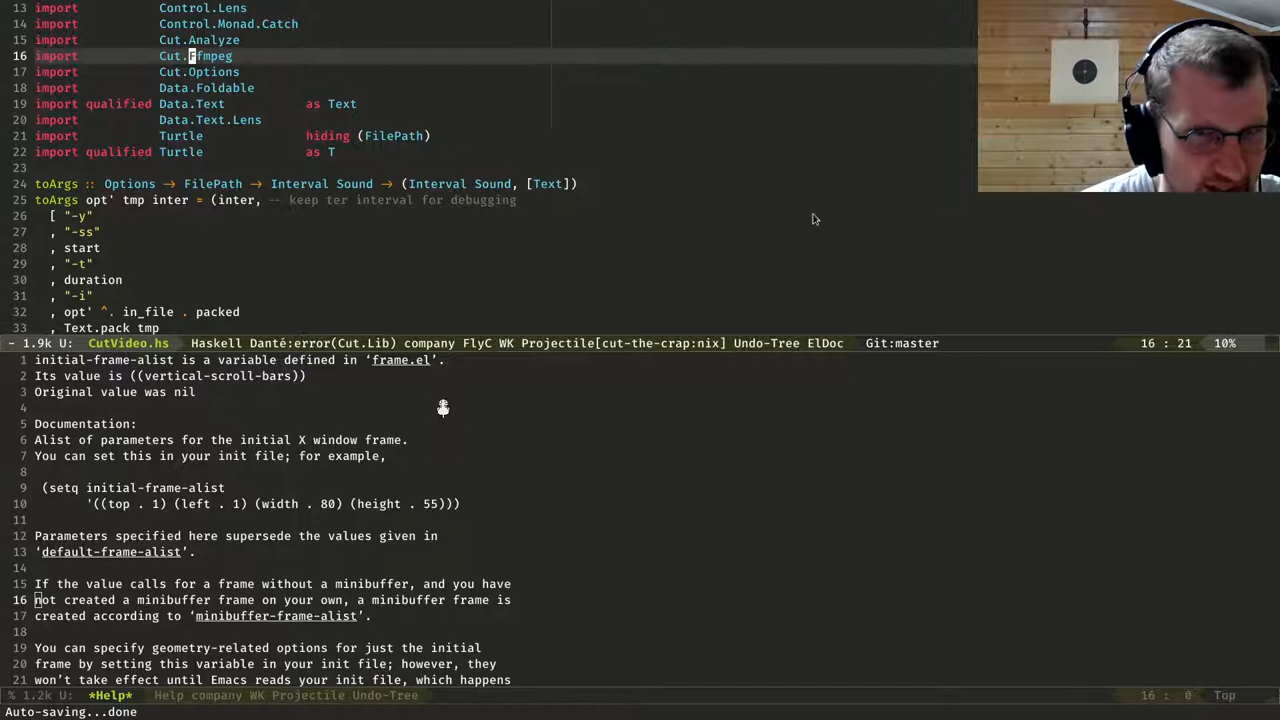 13 import Control.Lens
14 import Control.Monad.Catch
15 import Cut.Analyze
16 import Cut.Ffmpeg
17 import Cut.Options
18 import Data.Foldable
19 import qualified Data.Text as Text
20 import Data.Text.Lens
21 import Turtle hiding (FilePath)
22 import qualified Turtle as T
23
24 toArgs :: Options → FilePath → Interval Sound → (Interval Sound, [Text])
25 toArgs opt' tmp inter = (inter, -- keep ter interval for debugging
26 [ "-y"
27 , "-ss"
28 , start
29 , "-t"
30 , duration
31 , "-i"
32 , opt' ^. in_file . packed
33 , Text.pack tmp
- 1.9k U: CutVideo.hs Haskell Danté:error(Cut.Lib) company FlyC WK Projectile[cut-the-crap:nix] Undo-Tree ElDoc Git:master 16 : 21 10%
1 initial-frame-alist is a variable defined in ‘frame.el’.
2 Its value is ((vertical-scroll-bars))
3 Original value was nil
4
5 Documentation:
6 Alist of parameters for the initial X window frame.
7 You can set this in your init file; for example,
8
9 (setq initial-frame-alist
10 '((top . 1) (left . 1) (width . 80) (height . 55)))
11
12 Parameters specified here supersede the values given in
13 ‘default-frame-alist’.
14
15 If the value calls for a frame without a minibuffer, and you have
16 not created a minibuffer frame on your own, a minibuffer frame is
17 created according to ‘minibuffer-frame-alist’.
18
19 You can specify geometry-related options for just the initial
20 frame by setting this variable in your init file; however, they
21 won’t take effect until Emacs reads your init file, which happens
% 1.2k U: *Help* Help company WK Projectile Undo-Tree 16 : 0 Top
Auto-saving...done